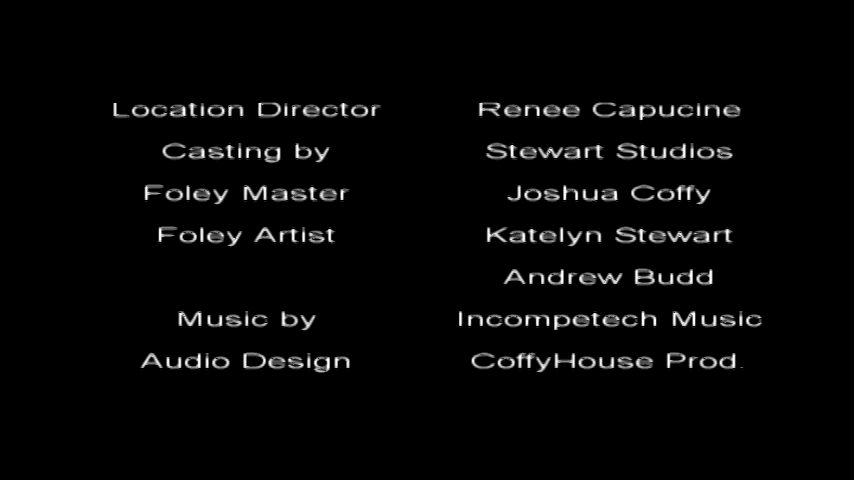 Location Director Renee Capucine
Casting by Stewart Studios
Foley Master Joshua Coffy
Foley Artist Katelyn Stewart
Andrew Budd
Music by Incompetech Music
Audio Design CoffyHouse Prod.